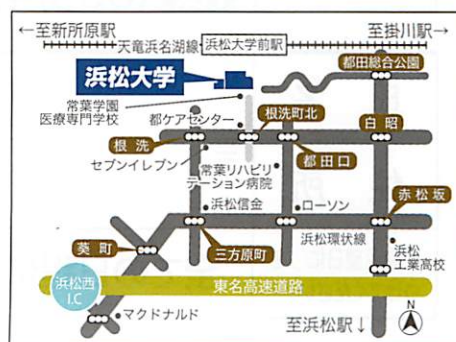 ←至新所原駅
至掛川駅→
天竜浜名湖線
浜松大学前駅
都田総合公園
浜松大学
常葉学園
医療専門学校
都ケアセンター
根洗町北
白昭
根洗
セブンイレブン
常葉リハビリ
テーション病院
都田口
赤松坂
浜松信金
ローソン
葵町
三方原町
浜松環状線
浜松
工業高校
浜松西
I.C
東名高速道路
マクドナルド
至浜松駅↓
N